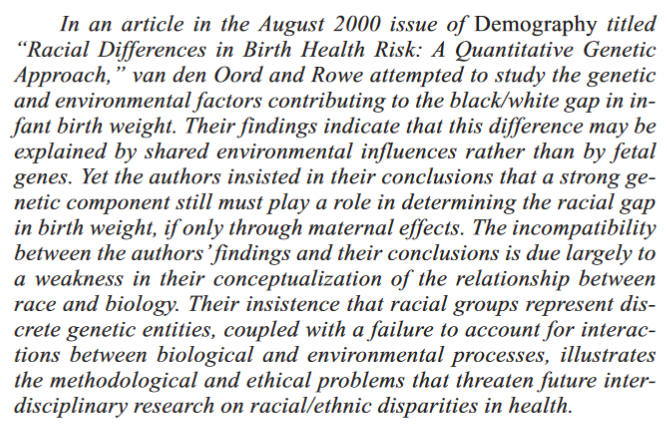 In an article in the August 2000 issue of Demography titled
“Racial Differences in Birth Health Risk: A Quantitative Genetic
Approach,” van den Oord and Rowe attempted to study the genetic
and environmental factors contributing to the black/white gap in in-
fant birth weight. Their findings indicate that this difference may be
explained by shared environmental influences rather than by fetal
genes. Yet the authors insisted in their conclusions that a strong ge-
netic component still must play a role in determining the racial gap
in birth weight, if only through maternal effects. The incompatibility
between the authors’ findings and their conclusions is due largely to
a weakness in their conceptualization of the relationship between
race and biology. Their insistence that racial groups represent dis-
crete genetic entities, coupled with a failure to account for interac-
tions between biological and environmental processes, illustrates
the methodological and ethical problems that threaten future inter-
disciplinary research on racial/ethnic disparities in health.